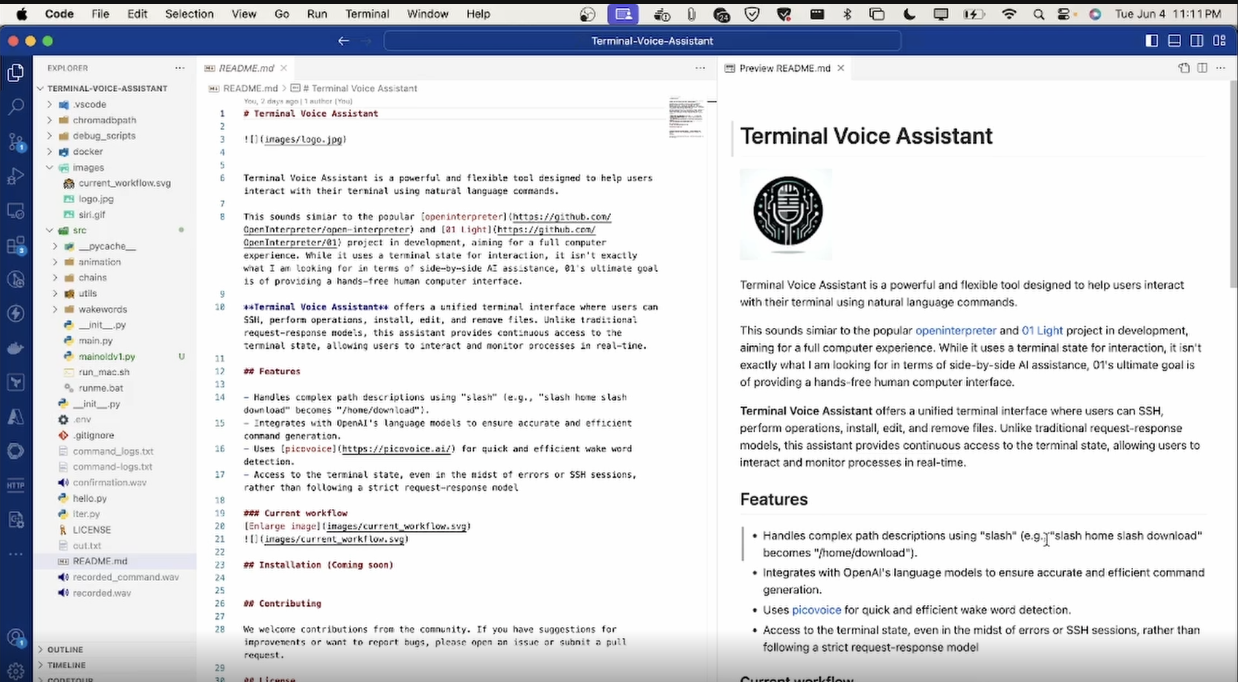 Code File Edit Selection View Go Run Terminal Window Help Tue Jun 4 11:11 PM
Terminal-Voice-Assistant
EXPLORER
TERMINAL-VOICE-ASSISTANT
.vscode
chromadbpath
debug_scripts
docker
images
current_workflow.svg
logo.jpg
siri.gif
src
__pycache__
animation
chains
utils
wakewords
__init__.py
main.py
mainoldv1.py U
run_mac.sh
runme.bat
__init__.py
.env
.gitignore
command_logs.txt
command-logs.txt
confirmation.wav
hello.py
iter.py
LICENSE
out.txt
README.md
recorded_command.wav
recorded.wav
OUTLINE
TIMELINE
CODETOUR
README.md
README.md > # Terminal Voice Assistant
You, 2 days ago | 1 author (You)
1 # Terminal Voice Assistant
2
3 ![](images/logo.jpg)
4
5
6 Terminal Voice Assistant is a powerful and flexible tool designed to help users
interact with their terminal using natural language commands.
7
8 This sounds simiar to the popular [openinterpreter](https://github.com/
OpenInterpreter/open-interpreter) and [01 Light](https://github.com/
OpenInterpreter/01) project in development, aiming for a full computer
experience. While it uses a terminal state for interaction, it isn't exactly
what I am looking for in terms of side-by-side AI assistance, 01's ultimate goal
is of providing a hands-free human computer interface.
9
10 **Terminal Voice Assistant** offers a unified terminal interface where users can
SSH, perform operations, install, edit, and remove files. Unlike traditional
request-response models, this assistant provides continuous access to the
terminal state, allowing users to interact and monitor processes in real-time.
11
12 ## Features
13
14 - Handles complex path descriptions using "slash" (e.g., "slash home slash
download" becomes "/home/download").
15 - Integrates with OpenAI's language models to ensure accurate and efficient
command generation.
16 - Uses [picovoice](https://picovoice.ai/) for quick and efficient wake word
detection.
17 - Access to the terminal state, even in the midst of errors or SSH sessions,
rather than following a strict request-response model
18
19 ### Current workflow
20 [Enlarge image](images/current_workflow.svg)
21 ![](images/current_workflow.svg)
22
23 ## Installation (Coming soon)
24
25
26 ## Contributing
27
28 We welcome contributions from the community. If you have suggestions for
improvements or want to report bugs, please open an issue or submit a pull
request.
29
30 ## License
Preview README.md
Terminal Voice Assistant
Terminal Voice Assistant is a powerful and flexible tool designed to help users interact
with their terminal using natural language commands.
This sounds simiar to the popular openinterpreter and 01 Light project in development,
aiming for a full computer experience. While it uses a terminal state for interaction, it isn't
exactly what I am looking for in terms of side-by-side AI assistance, 01's ultimate goal is
of providing a hands-free human computer interface.
Terminal Voice Assistant offers a unified terminal interface where users can SSH,
perform operations, install, edit, and remove files. Unlike traditional request-response
models, this assistant provides continuous access to the terminal state, allowing users to
interact and monitor processes in real-time.
Features
• Handles complex path descriptions using "slash" (e.g., "slash home slash download"
becomes "/home/download").
• Integrates with OpenAI's language models to ensure accurate and efficient command
generation.
• Uses picovoice for quick and efficient wake word detection.
• Access to the terminal state, even in the midst of errors or SSH sessions, rather than
following a strict request-response model
Current workflow